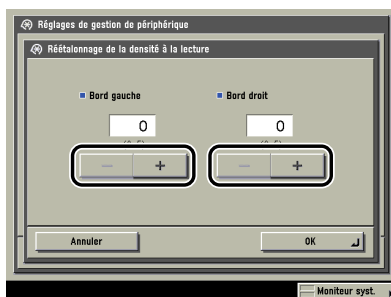 Réglages de gestion de périphérique
Réétalonnage de la densité à la lecture
Bord gauche
Bord droit
0
0
− +
− +
Annuler
OK
Moniteur syst.